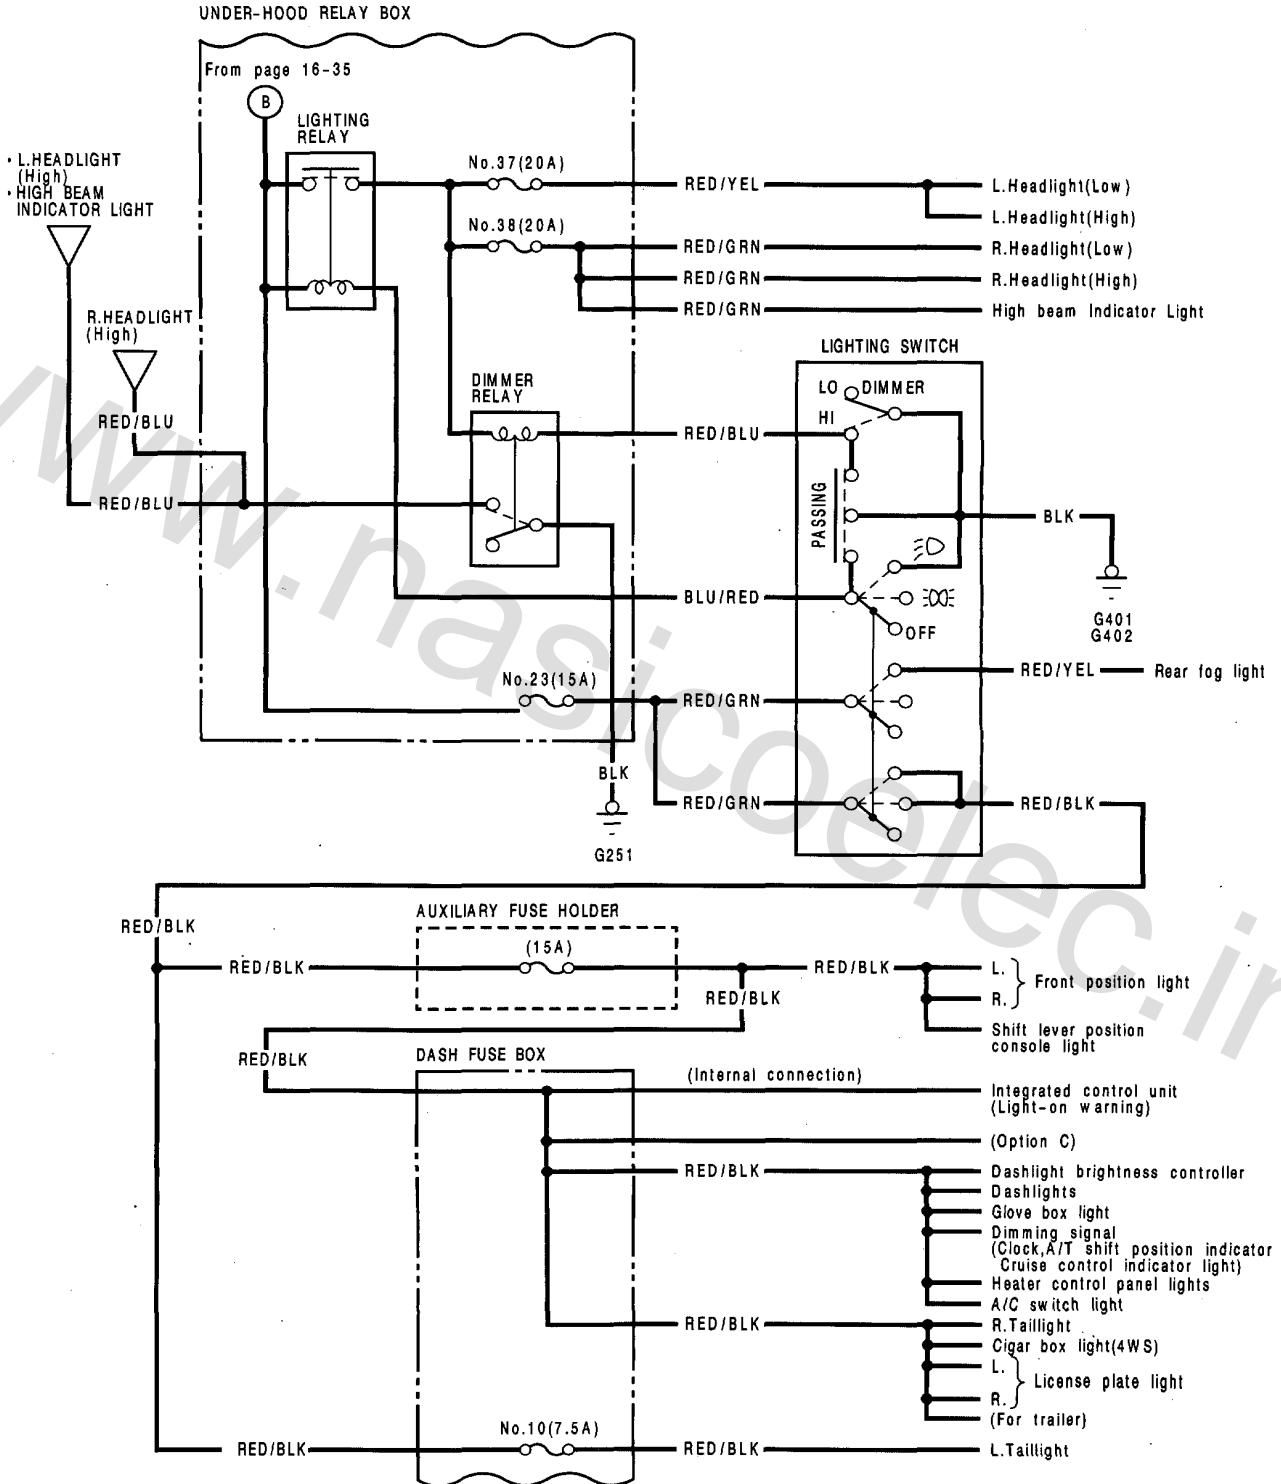 UNDER-HOOD RELAY BOX
From page 16-35
B
LIGHTING
RELAY
· L.HEADLIGHT
(High)
· HIGH BEAM
INDICATOR LIGHT
No.37(20A)
RED/YEL
L.Headlight(Low)
L.Headlight(High)
No.38(20A)
RED/GRN
R.Headlight(Low)
RED/GRN
R.Headlight(High)
RED/GRN
High beam Indicator Light
R.HEADLIGHT
(High)
LIGHTING SWITCH
DIMMER
RELAY
LO
DIMMER
HI
RED/BLU
RED/BLU
RED/BLU
PASSING
BLK
BLU/RED
OFF
G401
G402
No.23(15A)
RED/GRN
RED/YEL
Rear fog light
BLK
RED/GRN
RED/BLK
G251
RED/BLK
AUXILIARY FUSE HOLDER
(15A)
RED/BLK
RED/BLK
L.
R.
Front position light
RED/BLK
Shift lever position
console light
RED/BLK
DASH FUSE BOX
(Internal connection)
Integrated control unit
(Light-on warning)
(Option C)
RED/BLK
Dashlight brightness controller
Dashlights
Glove box light
Dimming signal
(Clock,A/T shift position indicator
Cruise control indicator light)
Heater control panel lights
A/C switch light
RED/BLK
R.Taillight
Cigar box light(4WS)
L.
R.
License plate light
(For trailer)
No.10(7.5A)
RED/BLK
RED/BLK
L.Taillight
www.nasicoelec.ir